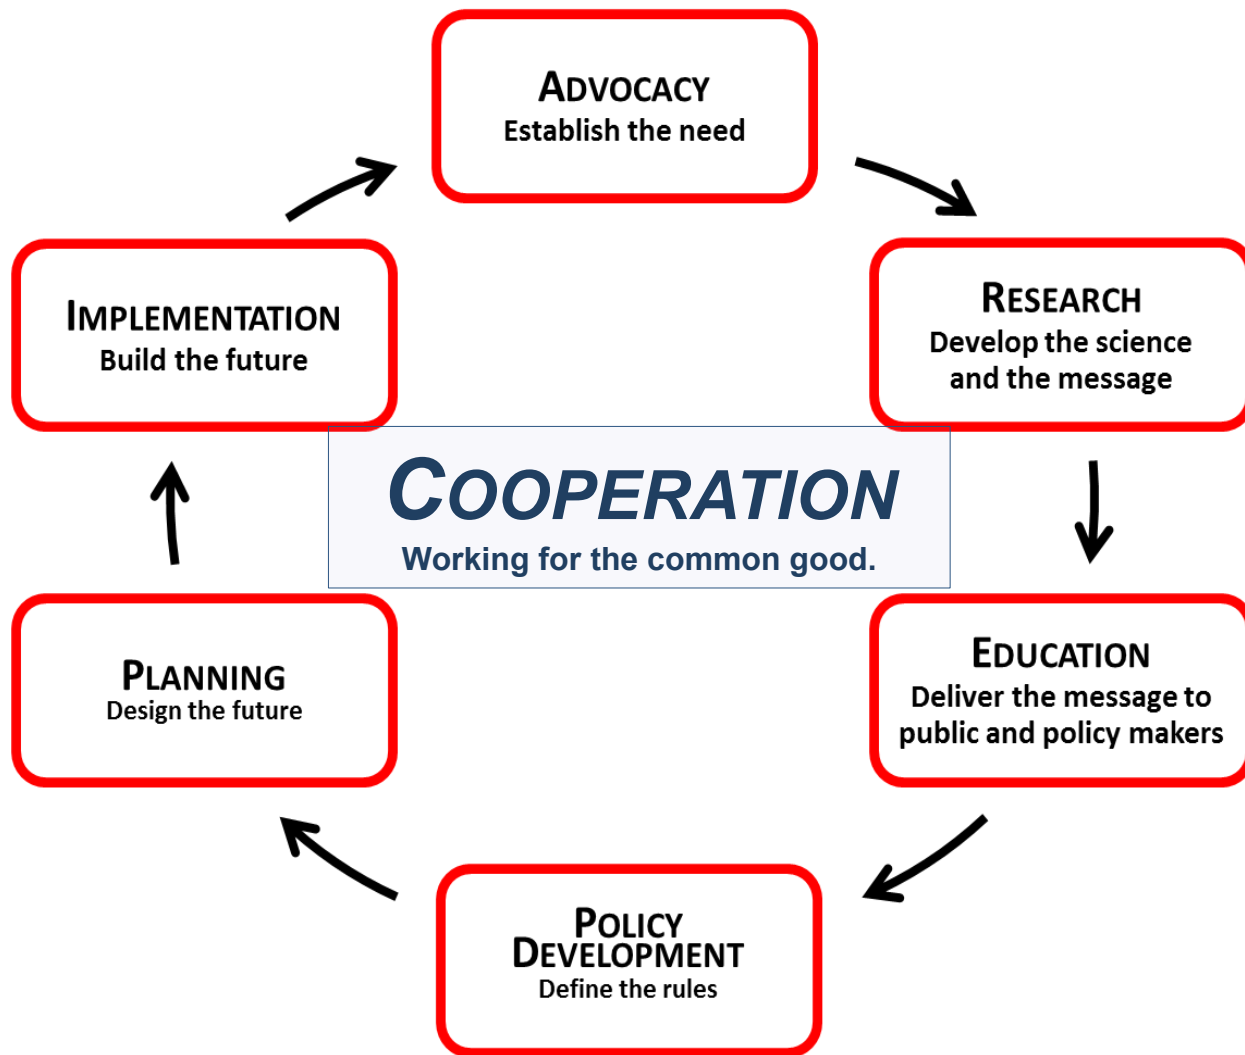 ADVOCACY
Establish the need
RESEARCH
Develop the science
and the message
EDUCATION
Deliver the message to
public and policy makers
POLICY
DEVELOPMENT
Define the rules
PLANNING
Design the future
IMPLEMENTATION
Build the future
COOPERATION
Working for the common good.